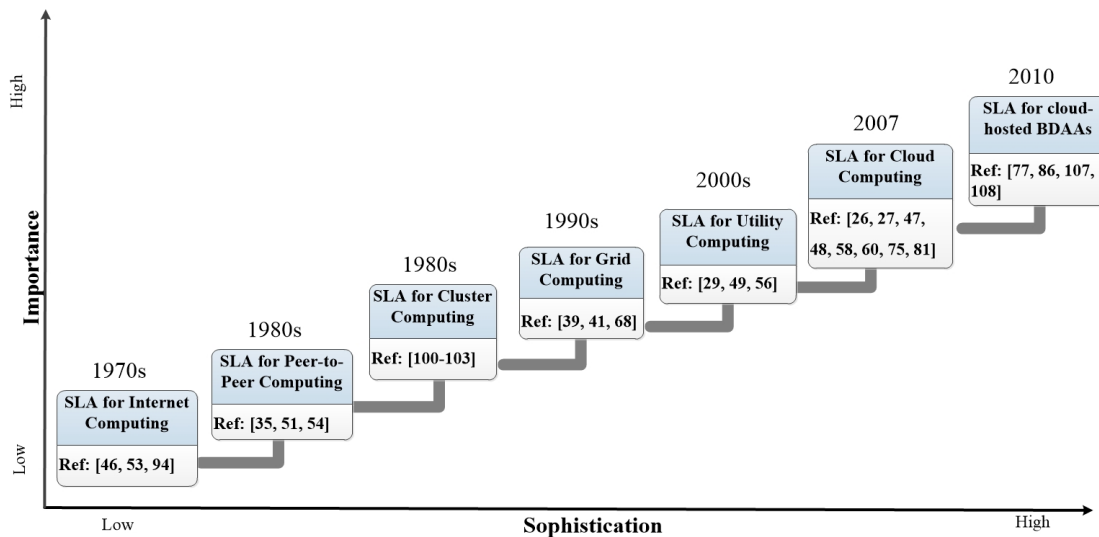 2010
SLA for cloud-
hosted BDAAs
Ref: [77, 86, 107,
108]
2007
SLA for Cloud
Computing
Ref: [26, 27, 47,
48, 58, 60, 75, 81]
2000s
SLA for Utility
Computing
Ref: [29, 49, 56]
1990s
SLA for Grid
Computing
Ref: [39, 41, 68]
1980s
SLA for Cluster
Computing
Ref: [100-103]
1980s
SLA for Peer-to-
Peer Computing
Ref: [35, 51, 54]
1970s
SLA for Internet
Computing
Ref: [46, 53, 94]
High
Importance
Low
Low
Sophistication
High